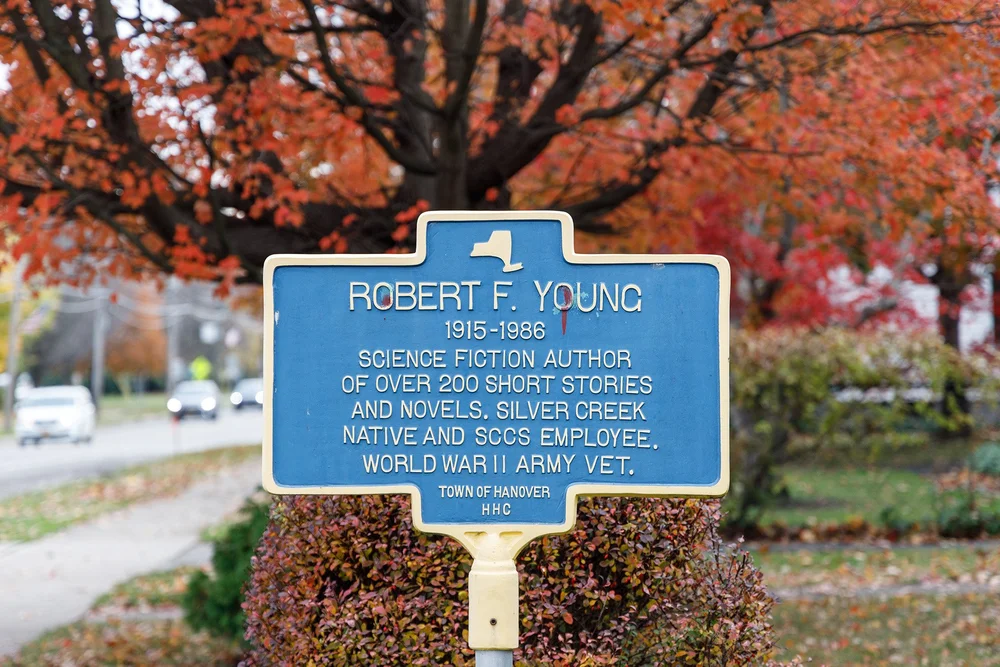 ROBERT F. YOUNG
1915-1986
SCIENCE FICTION AUTHOR
OF OVER 200 SHORT STORIES
AND NOVELS. SILVER CREEK
NATIVE AND SCCS EMPLOYEE.
WORLD WAR II ARMY VET.
TOWN OF HANOVER
HHC